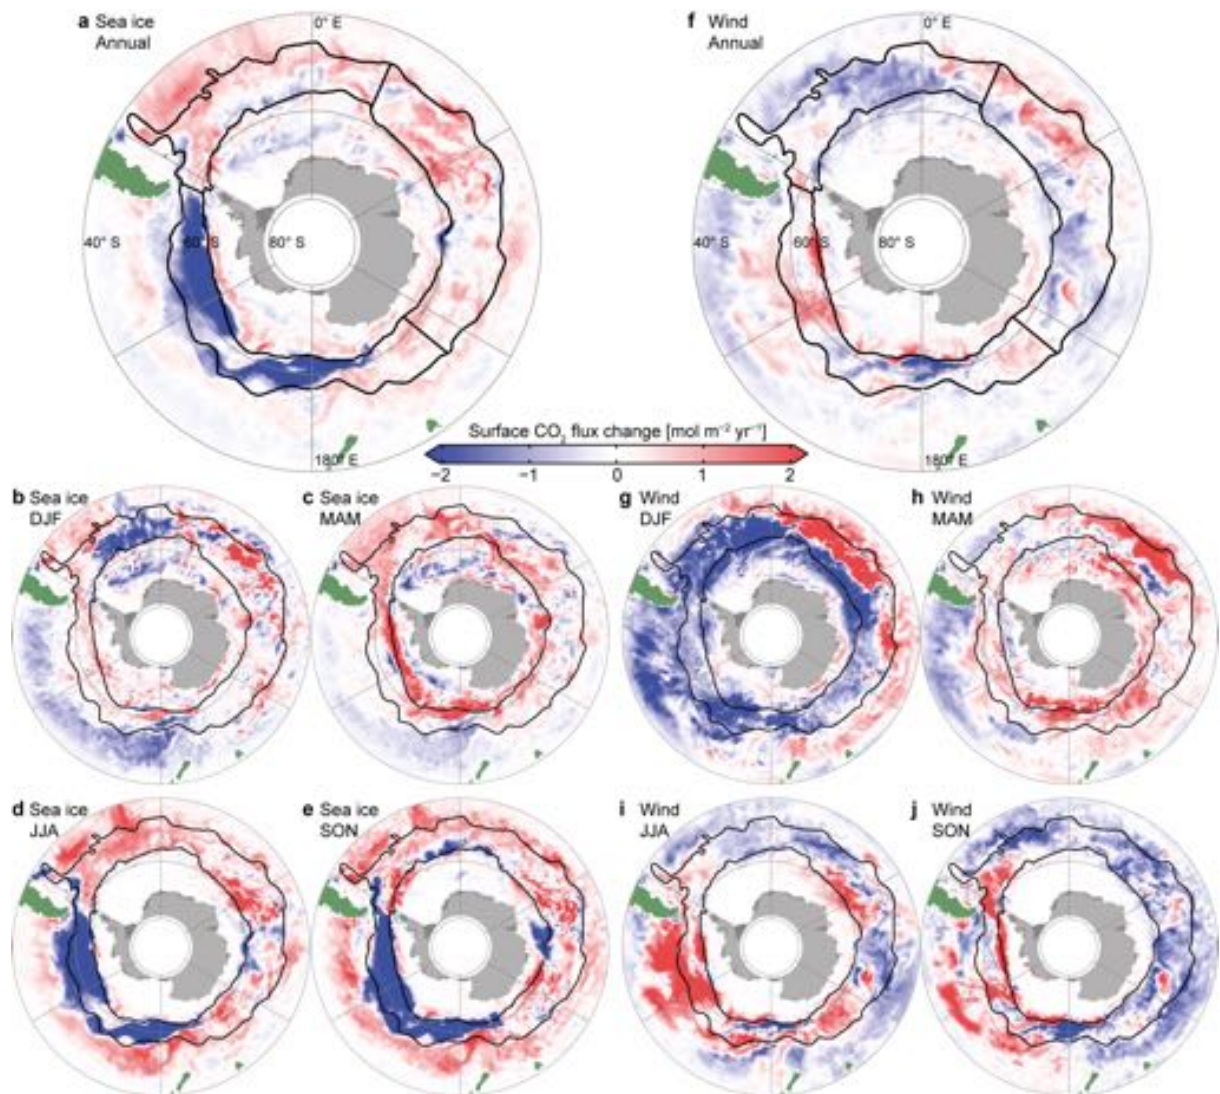 a Sea ice
Annual
0° E
40° S
60° S
80° S
180° E
f Wind
Annual
0° E
40° S
60° S
80° S
180° E
Surface CO₂ flux change [mol m⁻² yr⁻¹]
−2 −1 0 1 2
b Sea ice
DJF
c Sea ice
MAM
g Wind
DJF
h Wind
MAM
d Sea ice
JJA
e Sea ice
SON
i Wind
JJA
j Wind
SON